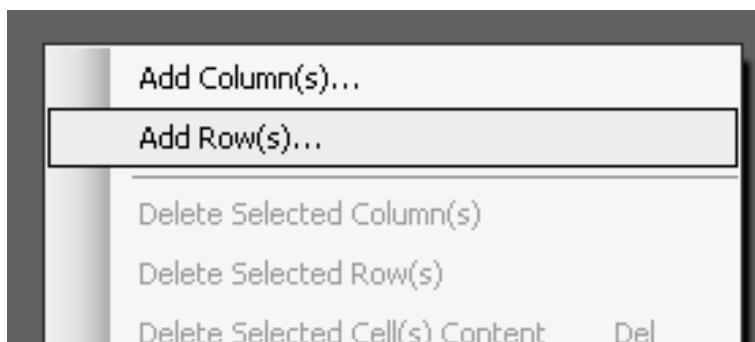 Add Column(s)...
Add Row(s)...
Delete Selected Column(s)
Delete Selected Row(s)
Delete Selected Cell(s) Content Del